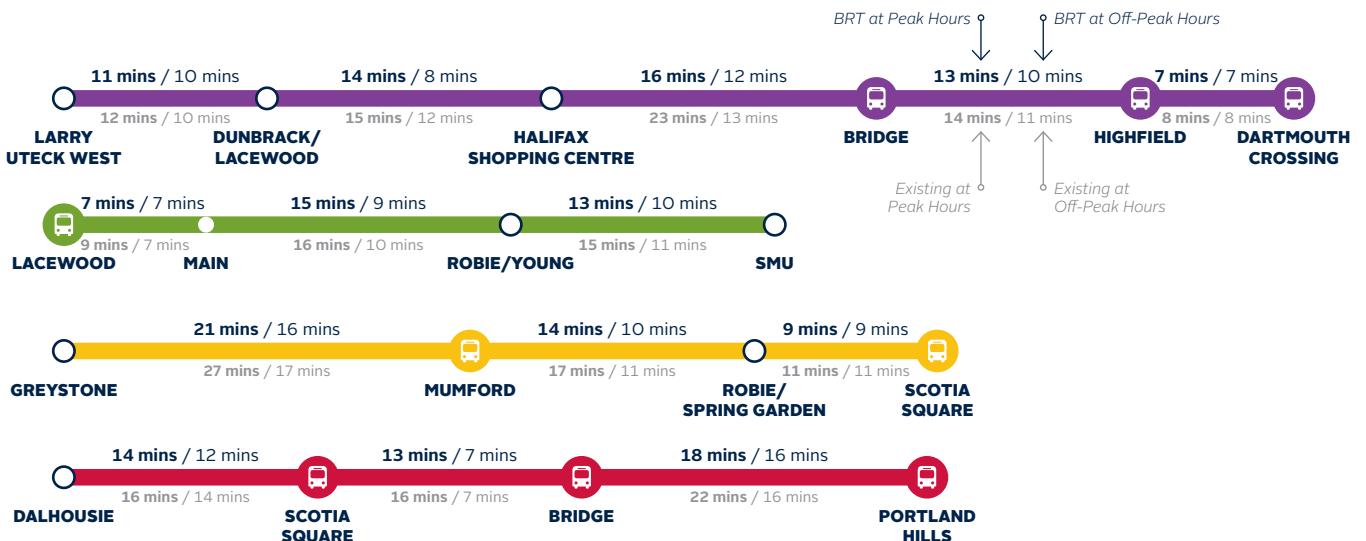 BRT at Peak Hours
BRT at Off-Peak Hours
11 mins / 10 mins
14 mins / 8 mins
16 mins / 12 mins
13 mins / 10 mins
7 mins / 7 mins
12 mins / 10 mins
15 mins / 12 mins
23 mins / 13 mins
14 mins / 11 mins
8 mins / 8 mins
LARRY
UTECK WEST
DUNBRACK/
LACEWOOD
HALIFAX
SHOPPING CENTRE
BRIDGE
HIGHFIELD
DARTMOUTH
CROSSING
Existing at
Peak Hours
Existing at
Off-Peak Hours
7 mins / 7 mins
15 mins / 9 mins
13 mins / 10 mins
9 mins / 7 mins
16 mins / 10 mins
15 mins / 11 mins
LACEWOOD
MAIN
ROBIE/YOUNG
SMU
21 mins / 16 mins
14 mins / 10 mins
9 mins / 9 mins
27 mins / 17 mins
17 mins / 11 mins
11 mins / 11 mins
GREYSTONE
MUMFORD
ROBIE/
SPRING GARDEN
SCOTIA
SQUARE
14 mins / 12 mins
13 mins / 7 mins
18 mins / 16 mins
16 mins / 14 mins
16 mins / 7 mins
22 mins / 16 mins
DALHOUSIE
SCOTIA
SQUARE
BRIDGE
PORTLAND
HILLS